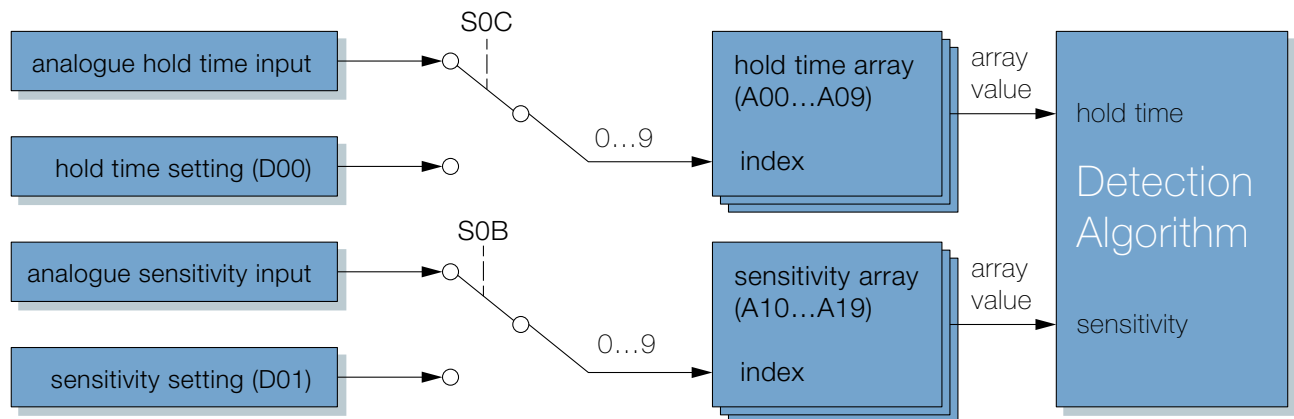 S0C
analogue hold time input
hold time setting (D00)
0...9
hold time array
(A00...A09)
index
array
value
hold time
Detection
Algorithm
S0B
analogue sensitivity input
sensitivity setting (D01)
0...9
sensitivity array
(A10...A19)
index
array
value
sensitivity